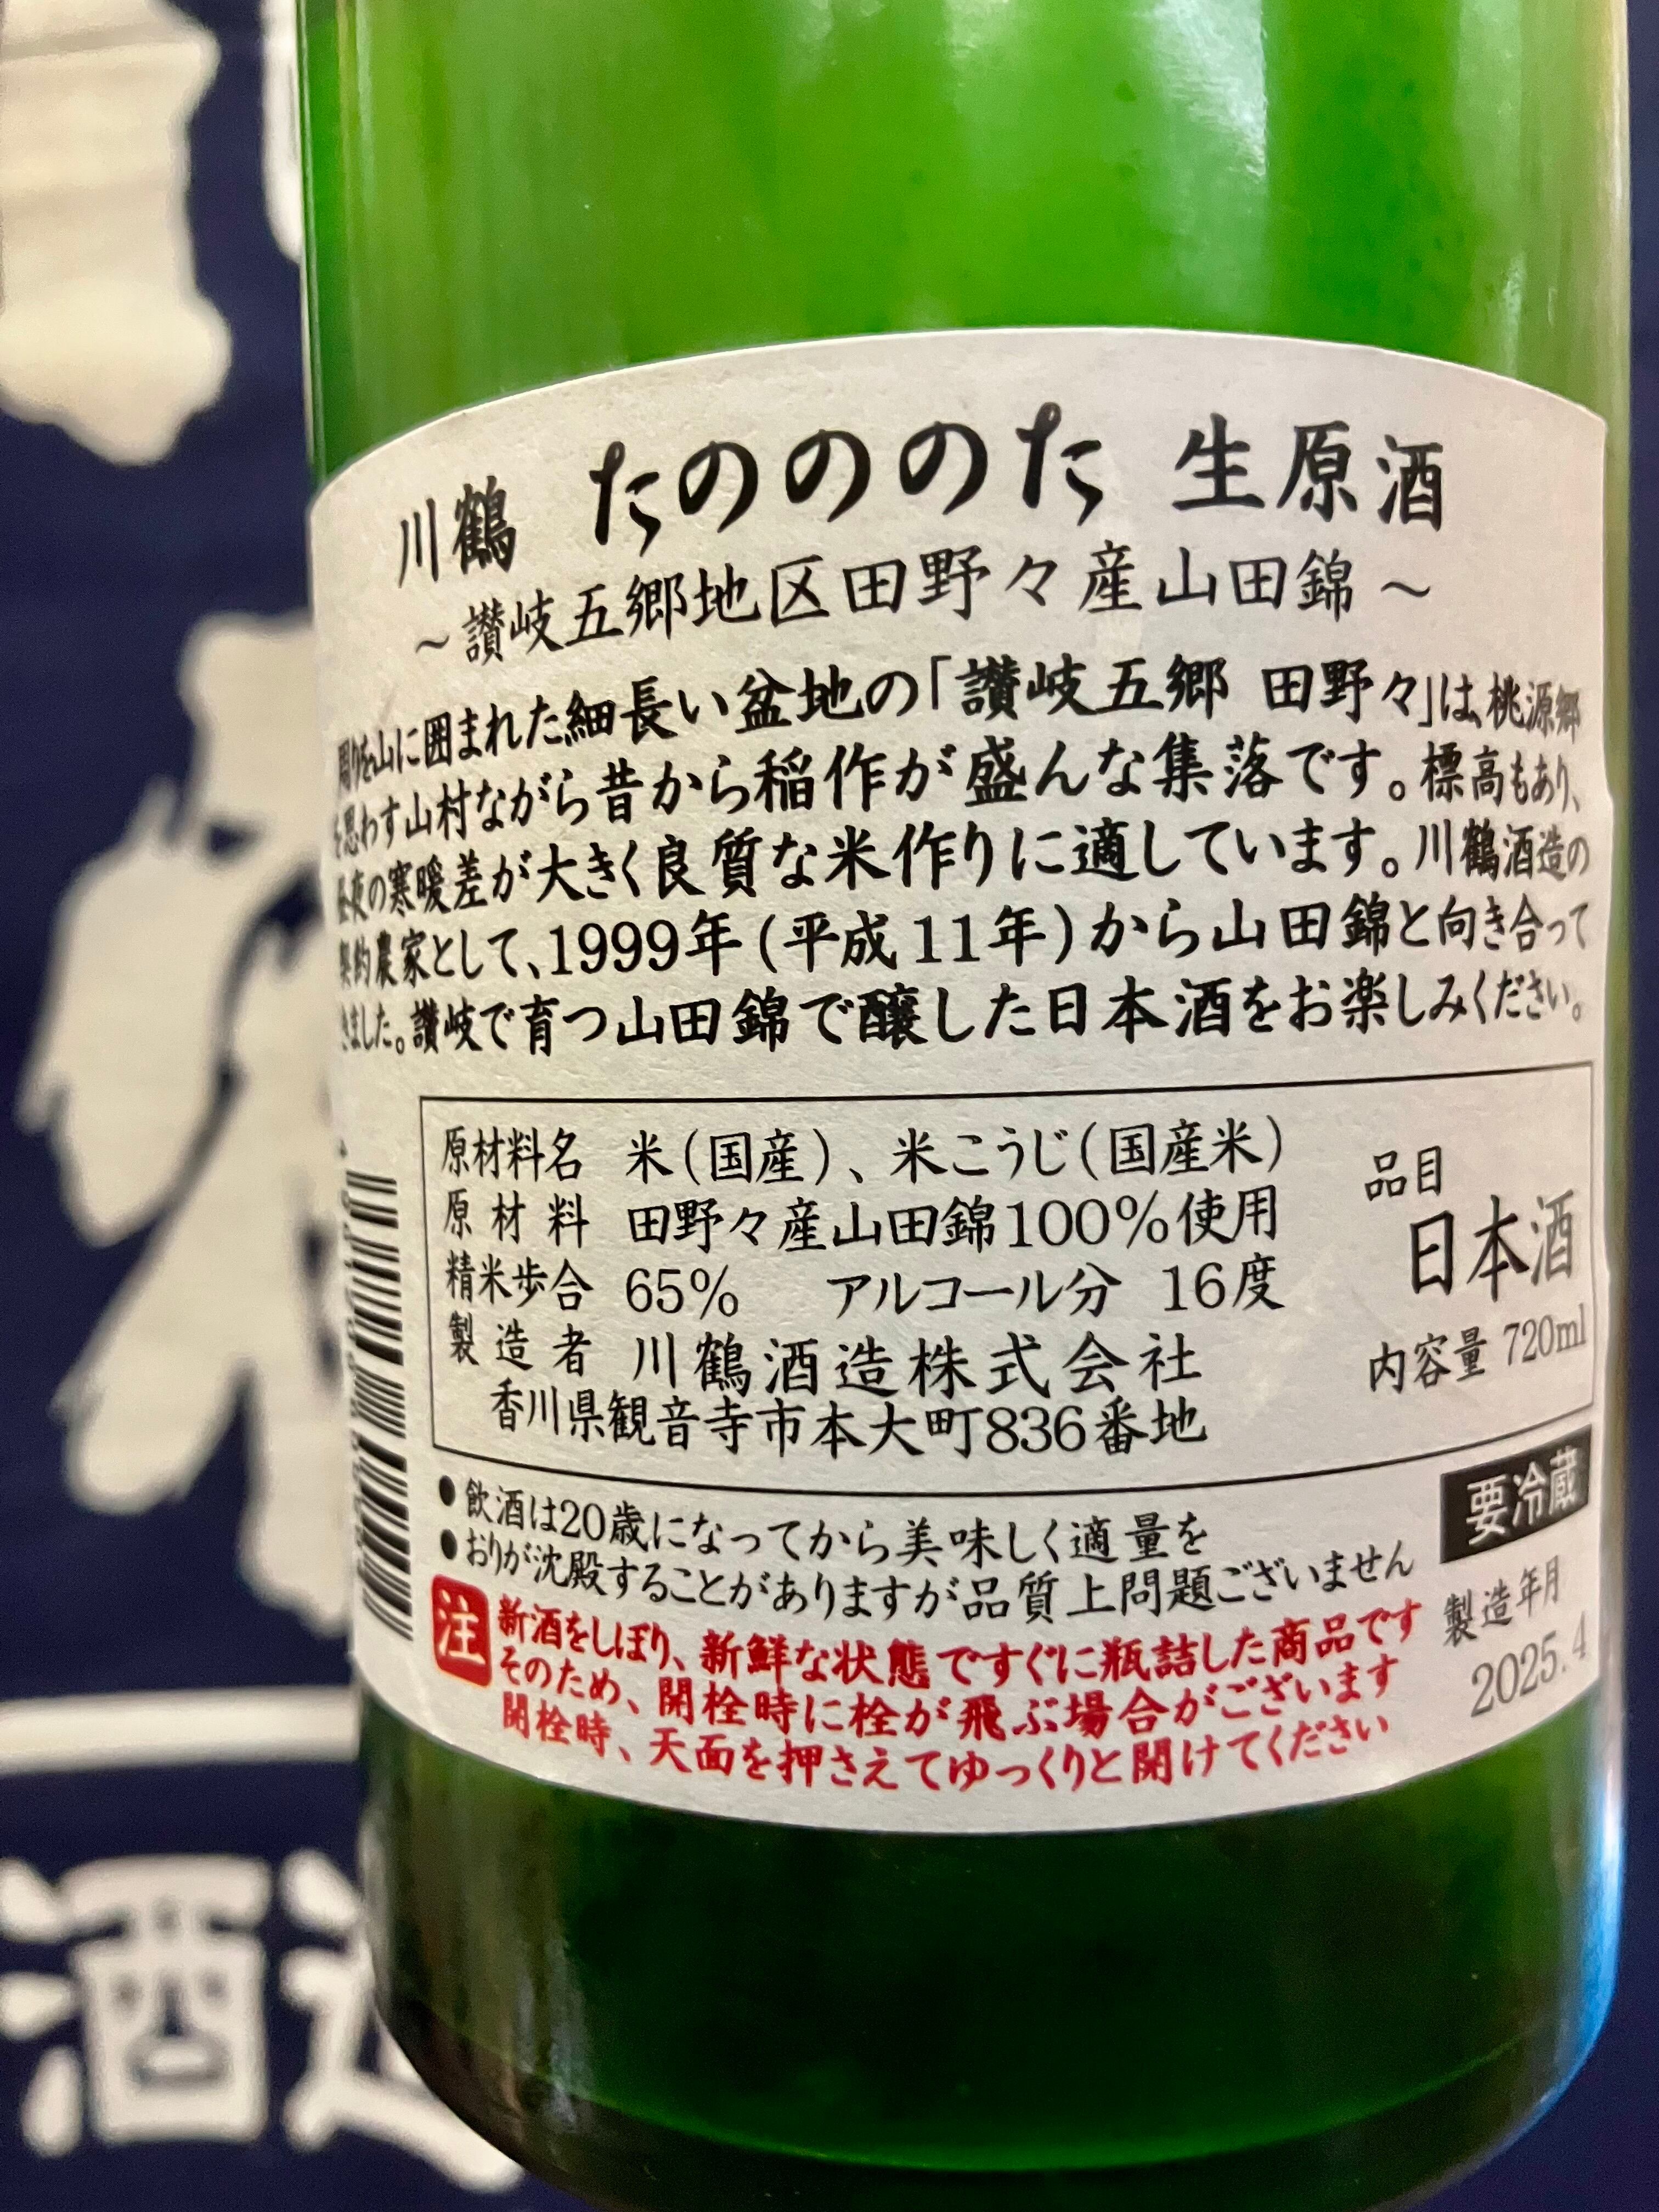 川鶴 たのののた 生原酒
～讃岐五郷地区田野々産山田錦～
周りを山に囲まれた細長い盆地の「讃岐五郷 田野々」は、桃源郷
を思わす山村ながら昔から稲作が盛んな集落です。標高もあり、
昼夜の寒暖差が大きく良質な米作りに適しています。川鶴酒造の
契約農家として、1999年(平成11年)から山田錦と向き合って
きました。讃岐で育つ山田錦で醸した日本酒をお楽しみください。
原材料名 米(国産)、米こうじ(国産米)
原材料 田野々産山田錦100%使用
精米歩合 65% アルコール分 16度
製造者 川鶴酒造株式会社
香川県観音寺市本大町836番地
品目
日本酒
内容量 720ml
●飲酒は20歳になってから美味しく適量を
●おりが沈殿することがありますが品質上問題ございません
要冷蔵
製造年月
2025.4
注 新酒をしぼり、新鮮な状態ですぐに瓶詰した商品です
そのため、開栓時に栓が飛ぶ場合がございます
開栓時、天面を押さえてゆっくりと開けてください
酒造